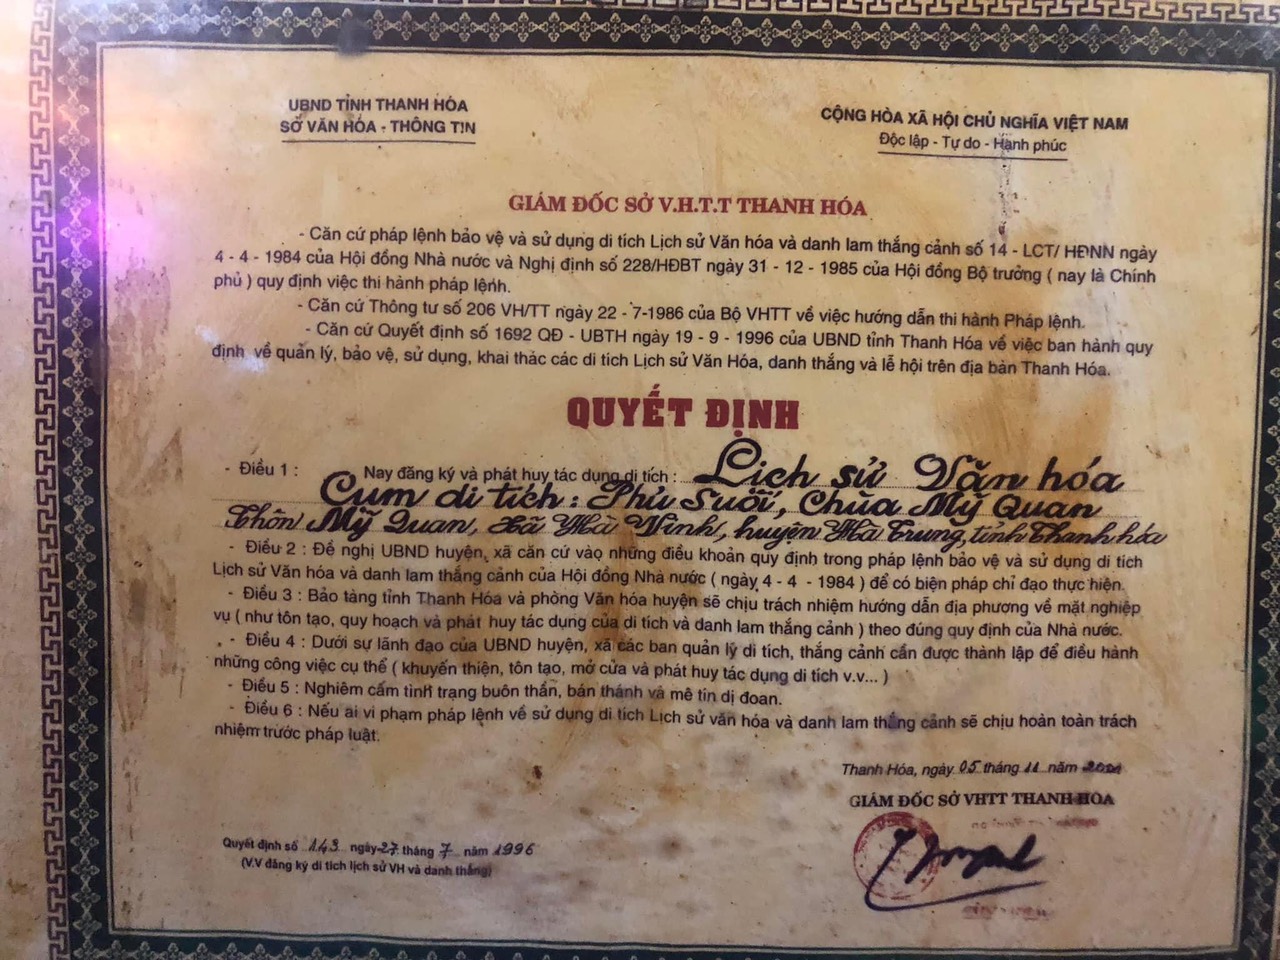 UBND TỈNH THANH HÓA
SỞ VĂN HÓA - THÔNG TIN
CỘNG HÒA XÃ HỘI CHỦ NGHĨA VIỆT NAM
Độc lập - Tự do - Hạnh phúc
GIÁM ĐỐC SỞ V.H.T.T THANH HÓA
- Căn cứ pháp lệnh bảo vệ và sử dụng di tích Lịch sử Văn hóa và danh lam thắng cảnh số 14 - LCT/ HĐNN ngày
4 - 4 - 1984 của Hội đồng Nhà nước và Nghị định số 228/HĐBT ngày 31 - 12 - 1985 của Hội đồng Bộ trưởng ( nay là Chính
phủ ) quy định việc thi hành pháp lệnh.
- Căn cứ Thông tư số 206 VH/TT ngày 22 - 7-1986 của Bộ VHTT về việc hướng dẫn thi hành Pháp lệnh.
- Căn cứ Quyết định số 1692 QĐ - UBTH ngày 19 - 9 - 1996 của UBND tỉnh Thanh Hóa về việc ban hành quy
định về quản lý, bảo vệ, sử dụng, khai thác các di tích Lịch sử Văn Hóa, danh thắng và lễ hội trên địa bàn Thanh Hóa.
QUYẾT ĐỊNH
- Điều 1 : Nay đăng ký và phát huy tác dụng di tích : Lịch sử Văn hóa
Cụm di tích : Phủ Suối, Chùa Mỹ Quan
Thôn Mỹ Quan, Xã Hà Vinh, huyện Hà Trung, tỉnh Thanh hóa
- Điều 2 : Đề nghị UBND huyện, xã căn cứ vào những điều khoản quy định trong pháp lệnh bảo vệ và sử dụng di tích
Lịch sử Văn hóa và danh lam thắng cảnh của Hội đồng Nhà nước ( ngày 4 - 4 - 1984 ) để có biện pháp chỉ đạo thực hiện.
- Điều 3 : Bảo tàng tỉnh Thanh Hóa và phòng Văn hóa huyện sẽ chịu trách nhiệm hướng dẫn địa phương về mặt nghiệp
vụ ( như tôn tạo, quy hoạch và phát huy tác dụng của di tích và danh lam thắng cảnh ) theo đúng quy định của Nhà nước.
- Điều 4 : Dưới sự lãnh đạo của UBND huyện, xã các ban quản lý di tích, thắng cảnh cần được thành lập để điều hành
những công việc cụ thể ( khuyến thiện, tôn tạo, mở cửa và phát huy tác dụng di tích v.v... )
- Điều 5 : Nghiêm cấm tình trạng buôn thần, bán thánh và mê tín dị đoan.
- Điều 6 : Nếu ai vi phạm pháp lệnh về sử dụng di tích Lịch sử văn hóa và danh lam thắng cảnh sẽ chịu hoàn toàn trách
nhiệm trước pháp luật.
Thanh Hóa, ngày 05 tháng 11 năm
GIÁM ĐỐC SỞ VHTT THANH HÓA
Quyết định số 143 ngày 27 tháng 7 năm 1996
(V.V đăng ký di tích lịch sử VH và danh thắng)